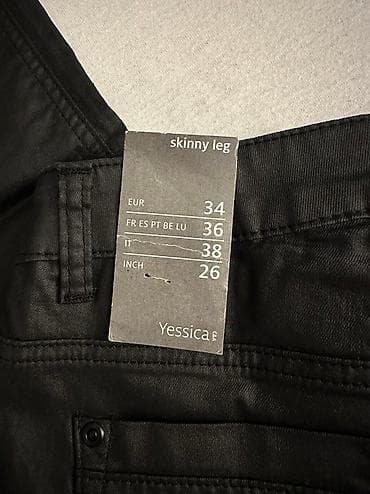 skinny leg
EUR 34
FR ES PT BE LU 36
IT 38
INCH 26
Yessica